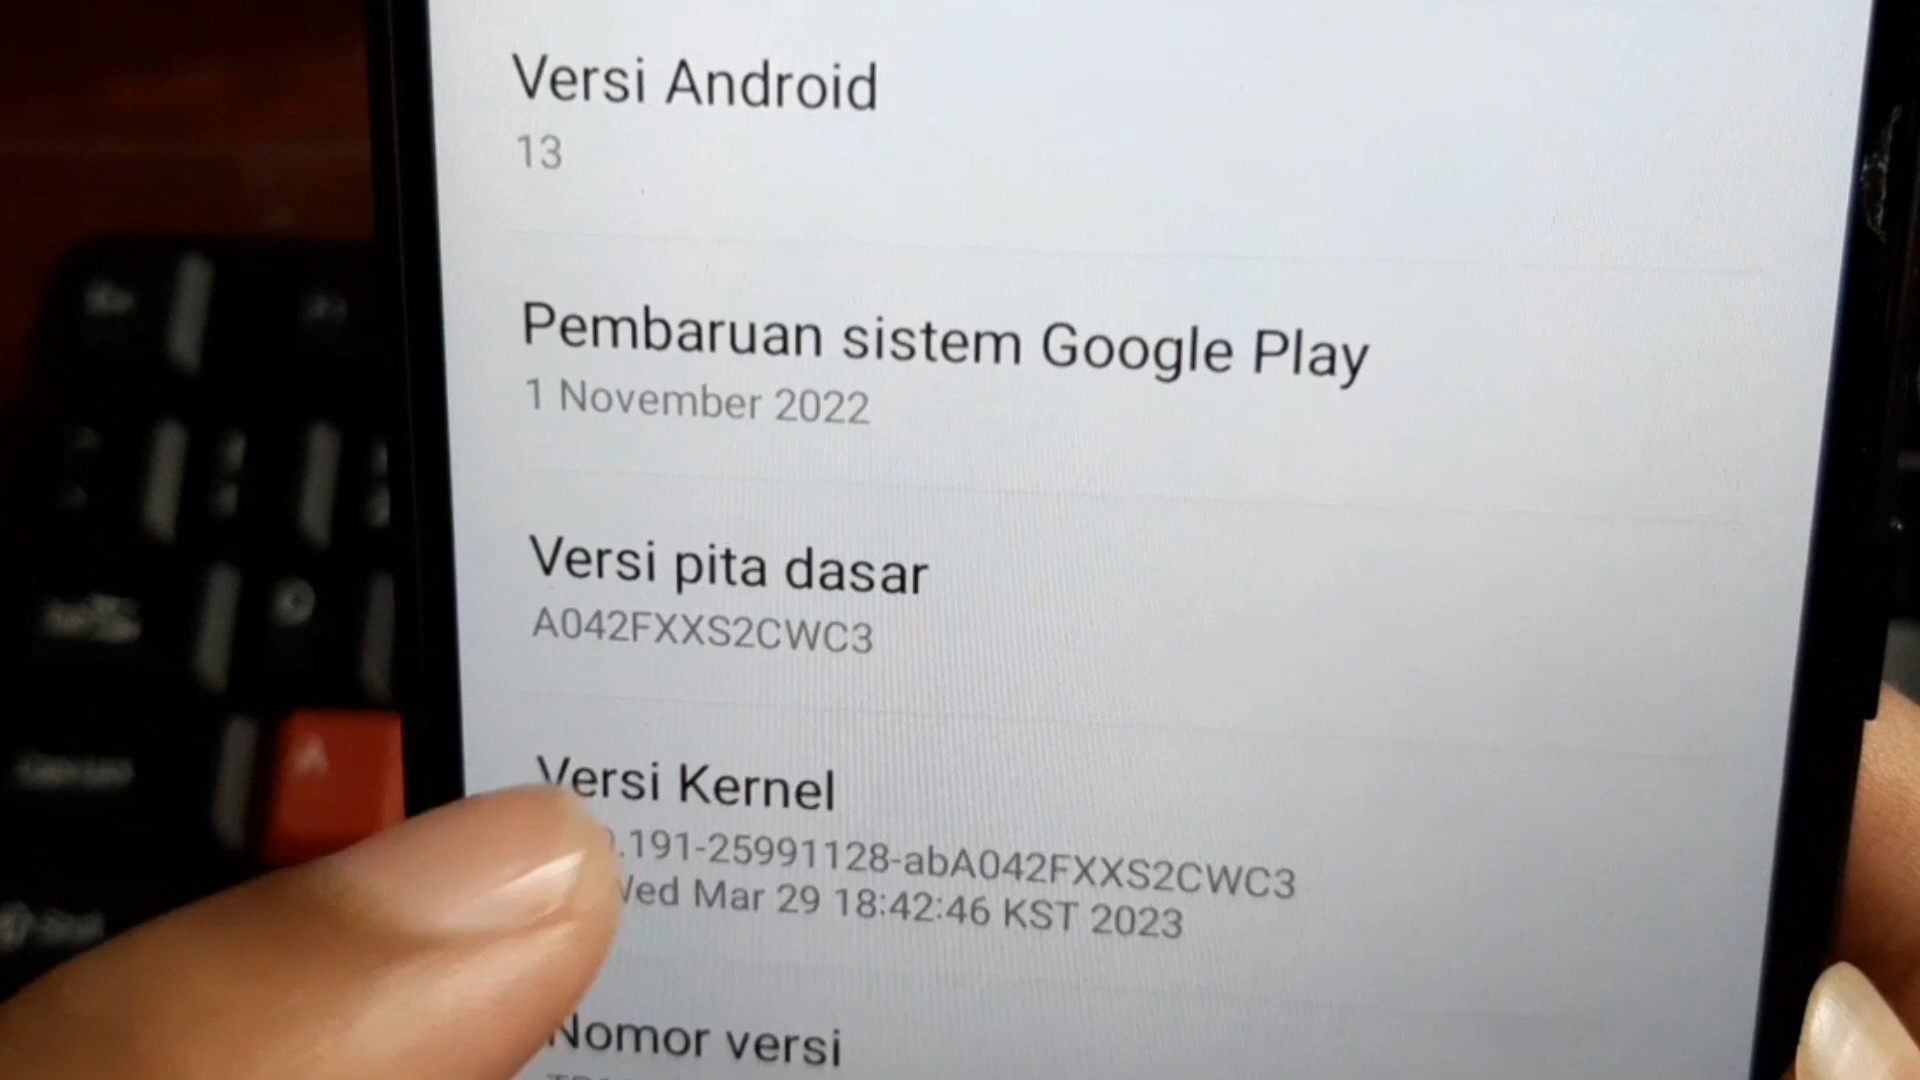 Versi Android
13
Pembaruan sistem Google Play
1 November 2022
Versi pita dasar
A042FXXS2CWC3
Versi Kernel
.191-25991128-abA042FXXS2CWC3
Wed Mar 29 18:42:46 KST 2023
Nomor versi
A